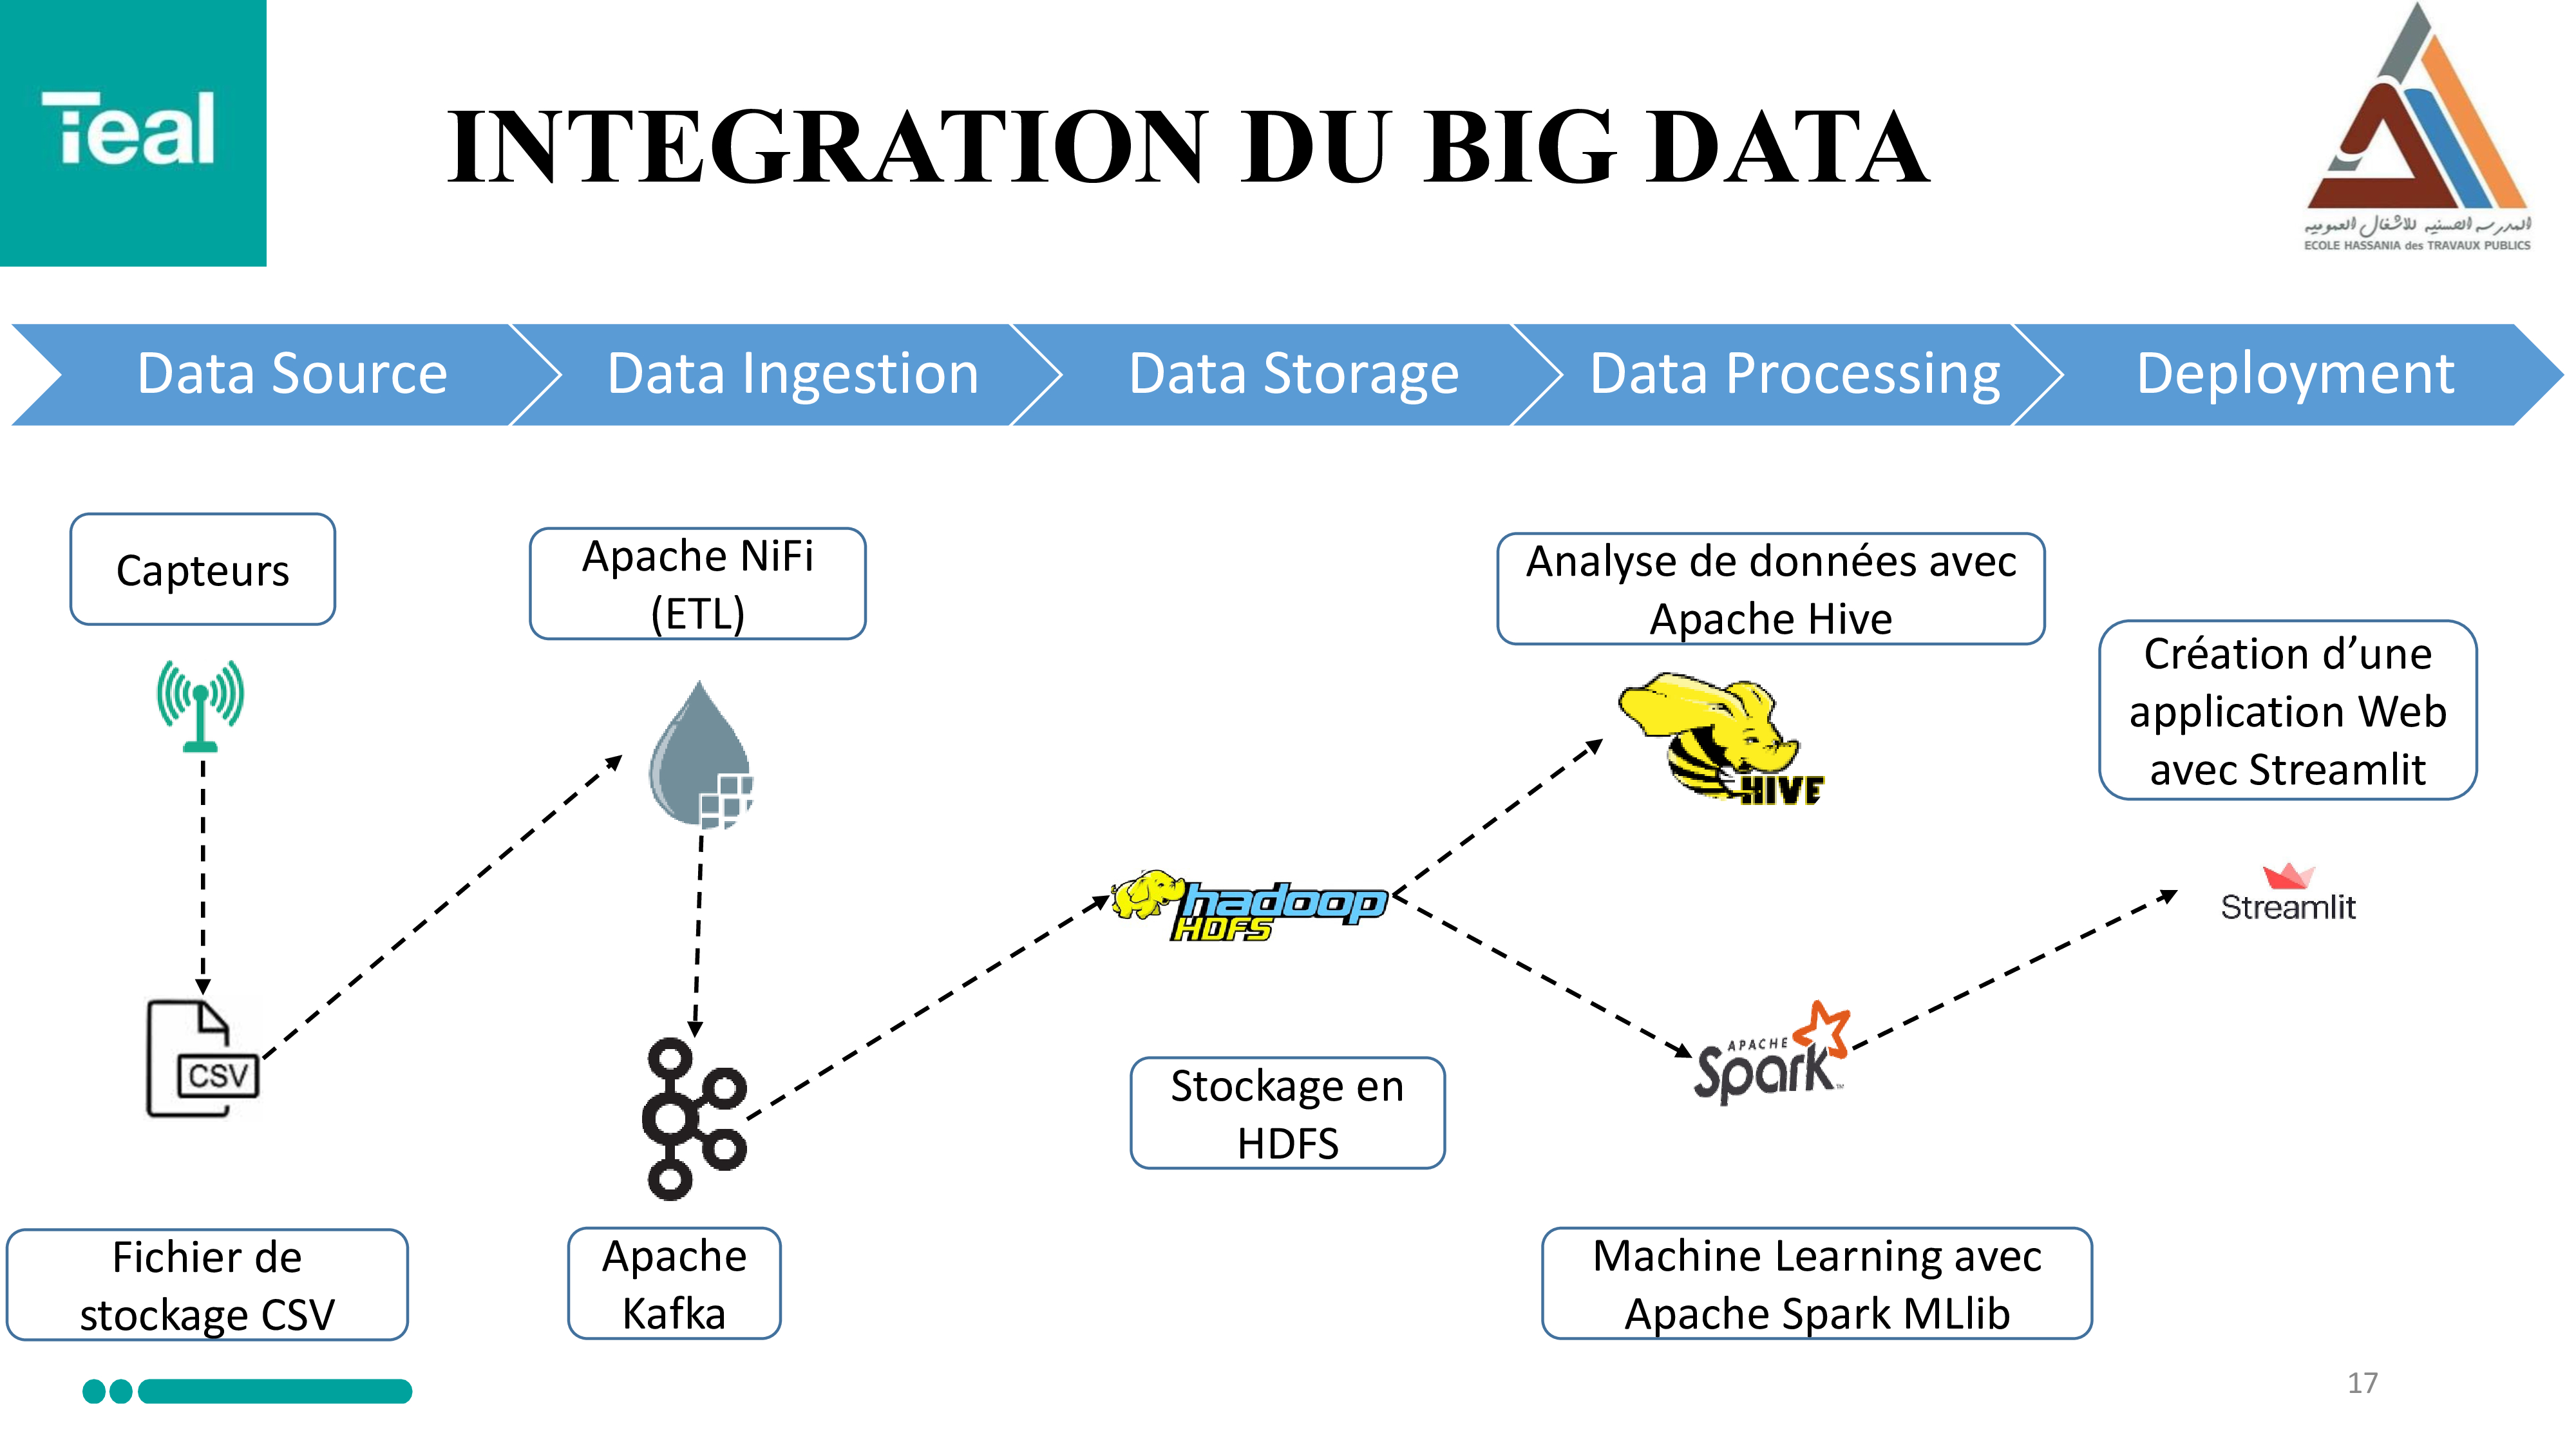 Teal
INTEGRATION DU BIG DATA
المدرسة الحسنية للأشغال العمومية
ECOLE HASSANIA des TRAVAUX PUBLICS
Data Source
Data Ingestion
Data Storage
Data Processing
Deployment
Capteurs
CSV
Fichier de
stockage CSV
Apache NiFi
(ETL)
Apache
Kafka
hadoop
HDFS
Stockage en
HDFS
Analyse de données avec
Apache Hive
HIVE
APACHE
Spark
Machine Learning avec
Apache Spark MLlib
Création d’une
application Web
avec Streamlit
Streamlit
17